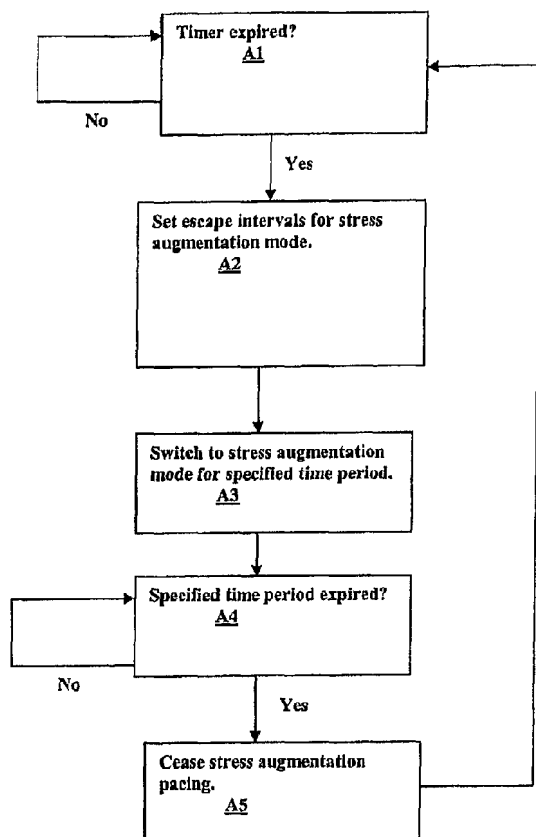 Timer expired?
A1
No
Yes
Set escape intervals for stress
augmentation mode.
A2
Switch to stress augmentation
mode for specified time period.
A3
Specified time period expired?
A4
No
Yes
Cease stress augmentation
pacing.
A5